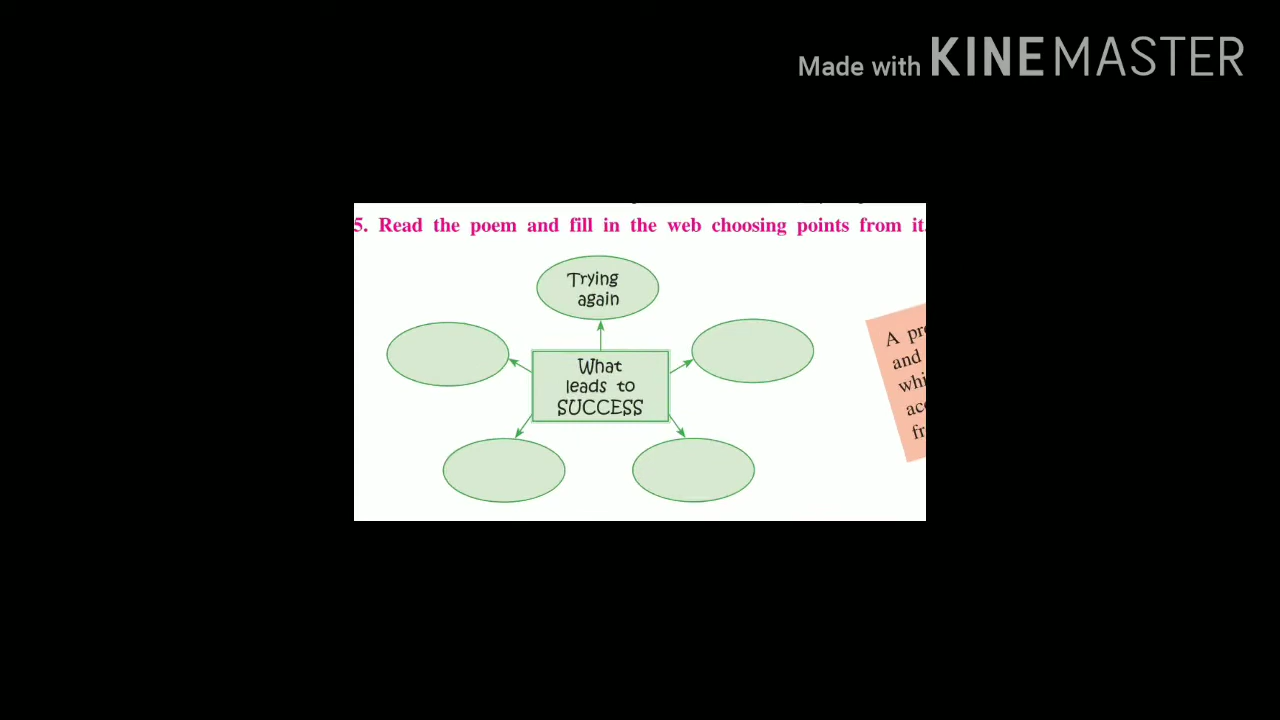 Made with KINEMASTER
5. Read the poem and fill in the web choosing points from it.
Trying
again
What
leads to
SUCCESS
A
and